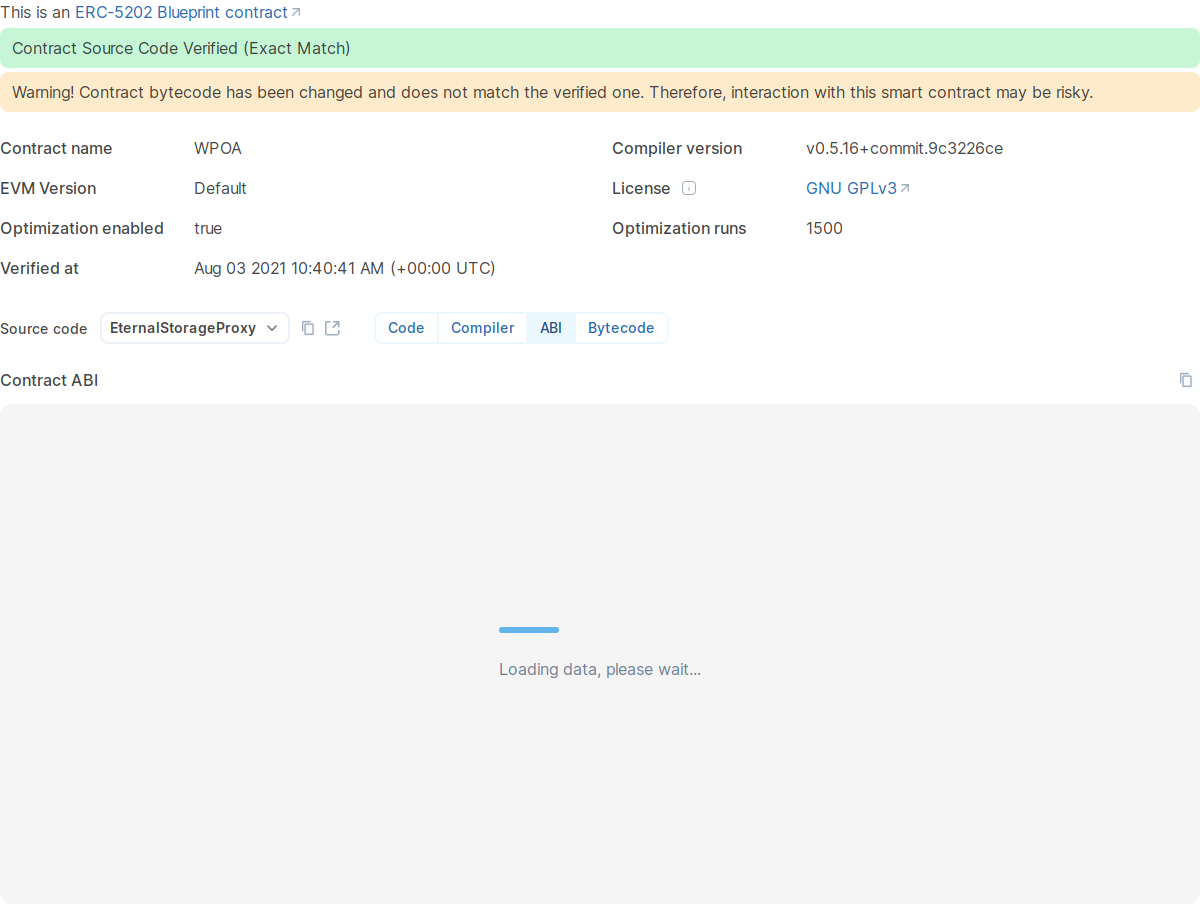 This is an ERC-5202 Blueprint contract
Contract Source Code Verified (Exact Match)
Warning! Contract bytecode has been changed and does not match the verified one. Therefore, interaction with this smart contract may be risky.
Contract name WPOA Compiler version v0.5.16+commit.9c3226ce
EVM Version Default License GNU GPLv3
Optimization enabled true Optimization runs 1500
Verified at Aug 03 2021 10:40:41 AM (+00:00 UTC)
Source code EternalStorageProxy Code Compiler ABI Bytecode
Contract ABI
Loading data, please wait...